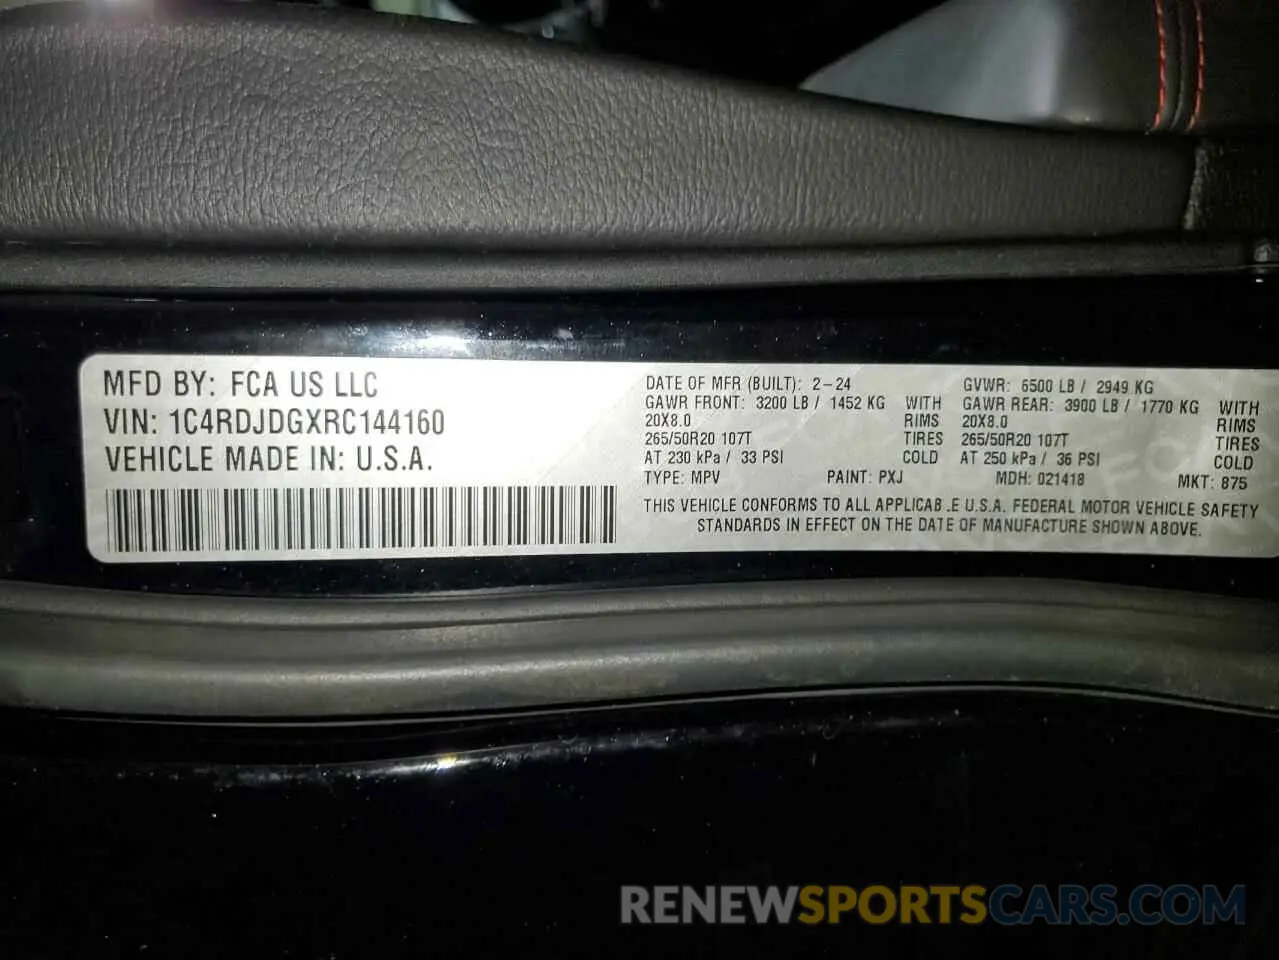 MFD BY: FCA US LLC
VIN: 1C4RDJDGXRC144160
VEHICLE MADE IN: U.S.A.
DATE OF MFR (BUILT): 2-24 GVWR: 6500 LB / 2949 KG
GAWR FRONT: 3200 LB / 1452 KG WITH GAWR REAR: 3900 LB / 1770 KG WITH
20X8.0 RIMS 20X8.0 RIMS
265/50R20 107T TIRES 265/50R20 107T TIRES
AT 230 kPa / 33 PSI COLD AT 250 kPa / 36 PSI COLD
TYPE: MPV PAINT: PXJ MDH: 021418 MKT: 875
THIS VEHICLE CONFORMS TO ALL APPLICAB.E U.S.A. FEDERAL MOTOR VEHICLE SAFETY
STANDARDS IN EFFECT ON THE DATE OF MANUFACTURE SHOWN ABOVE.
RENEWSPORTSCARS.COM